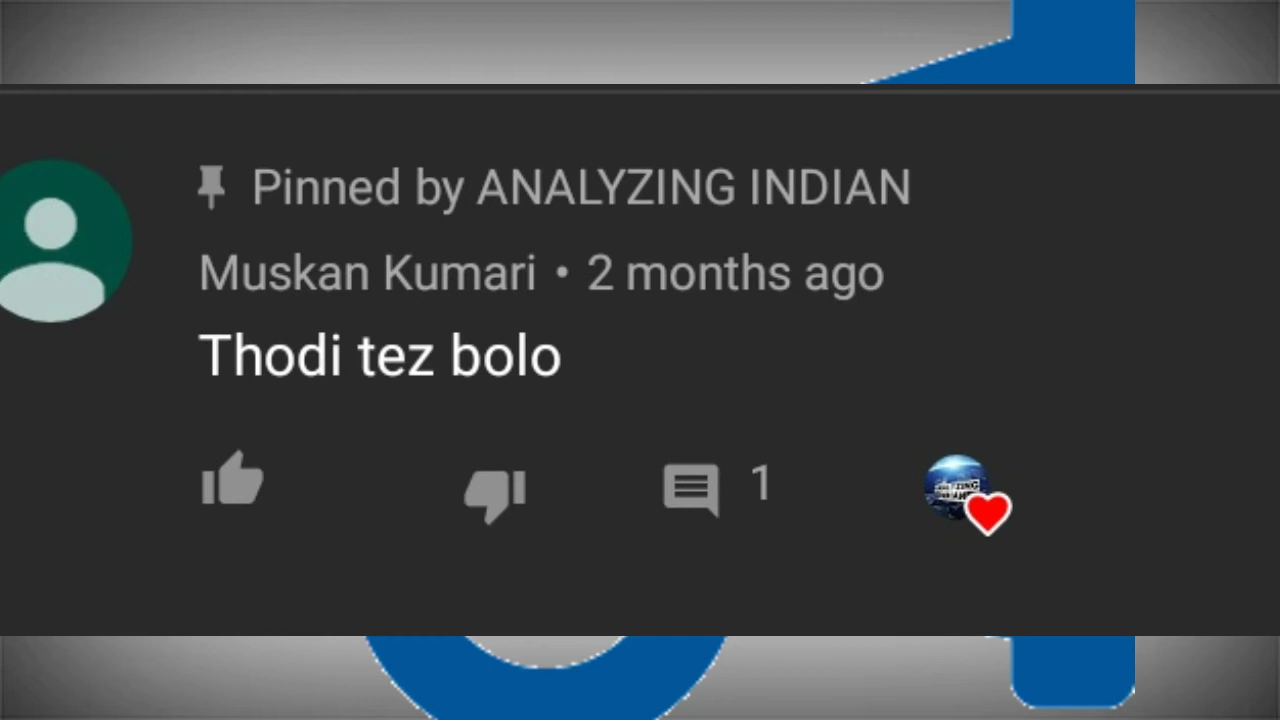 Pinned by ANALYZING INDIAN
Muskan Kumari • 2 months ago
Thodi tez bolo
1